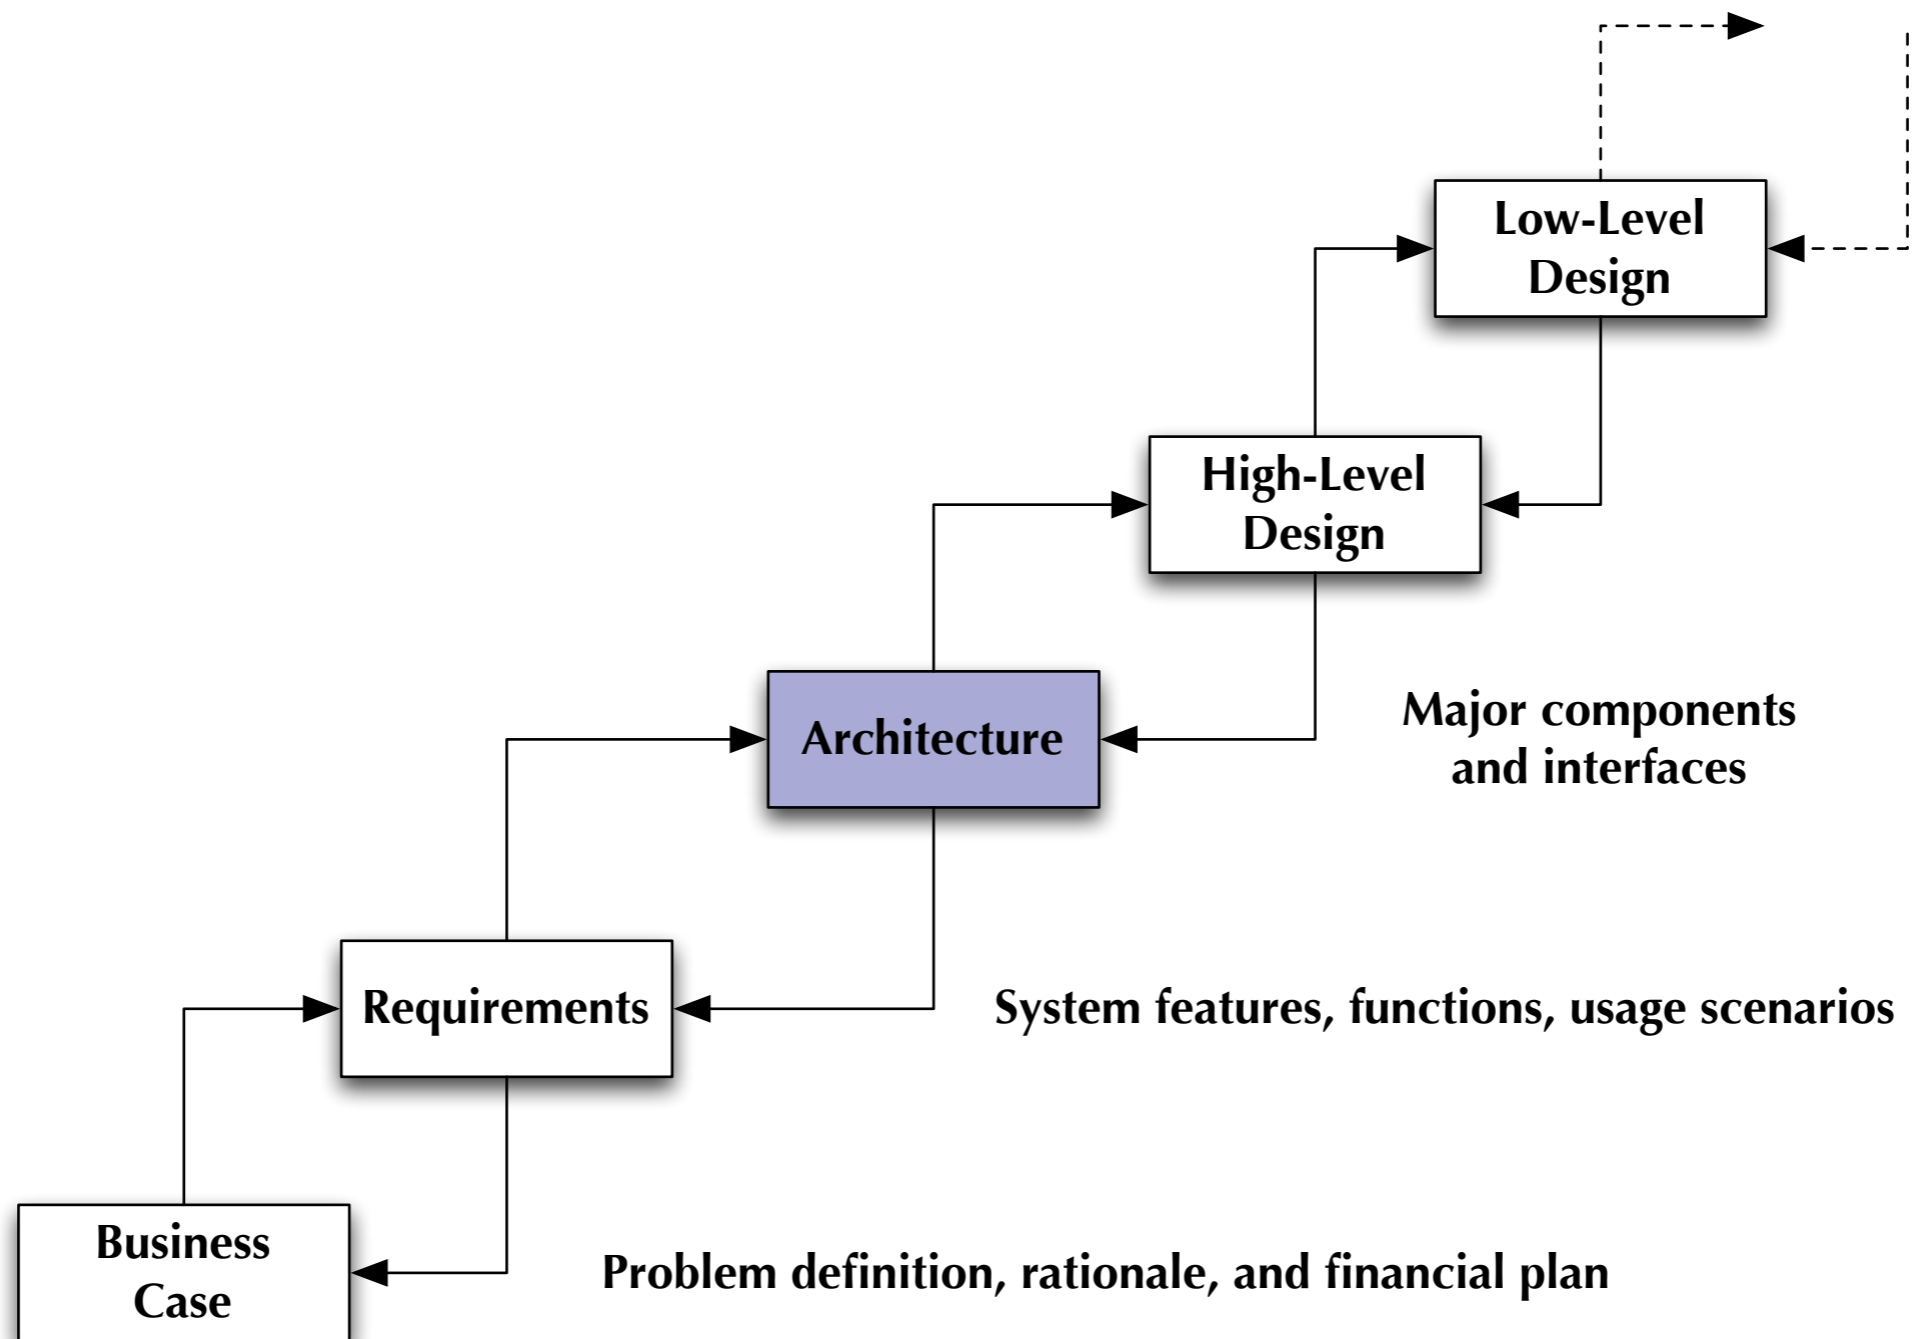 Low-Level
Design
High-Level
Design
Architecture
Major components
and interfaces
Requirements
System features, functions, usage scenarios
Business
Case
Problem definition, rationale, and financial plan